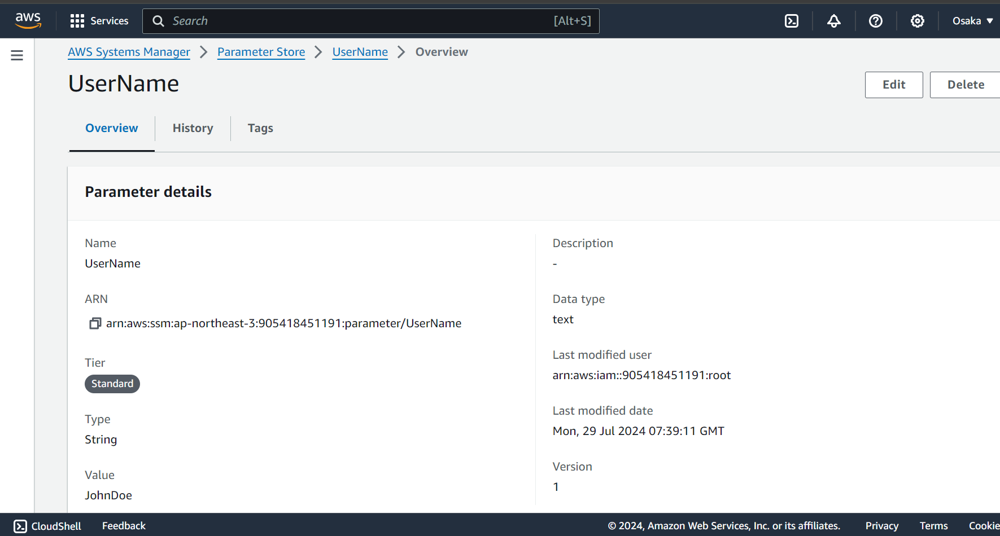 aws Services Search [Alt+S] Osaka
AWS Systems Manager Parameter Store UserName Overview
UserName
Edit Delete
Overview History Tags
Parameter details
Name
UserName
ARN
arn:aws:ssm:ap-northeast-3:905418451191:parameter/UserName
Tier
Standard
Type
String
Value
JohnDoe
Description
-
Data type
text
Last modified user
arn:aws:iam::905418451191:root
Last modified date
Mon, 29 Jul 2024 07:39:11 GMT
Version
1
CloudShell Feedback © 2024, Amazon Web Services, Inc. or its affiliates. Privacy Terms Cookie